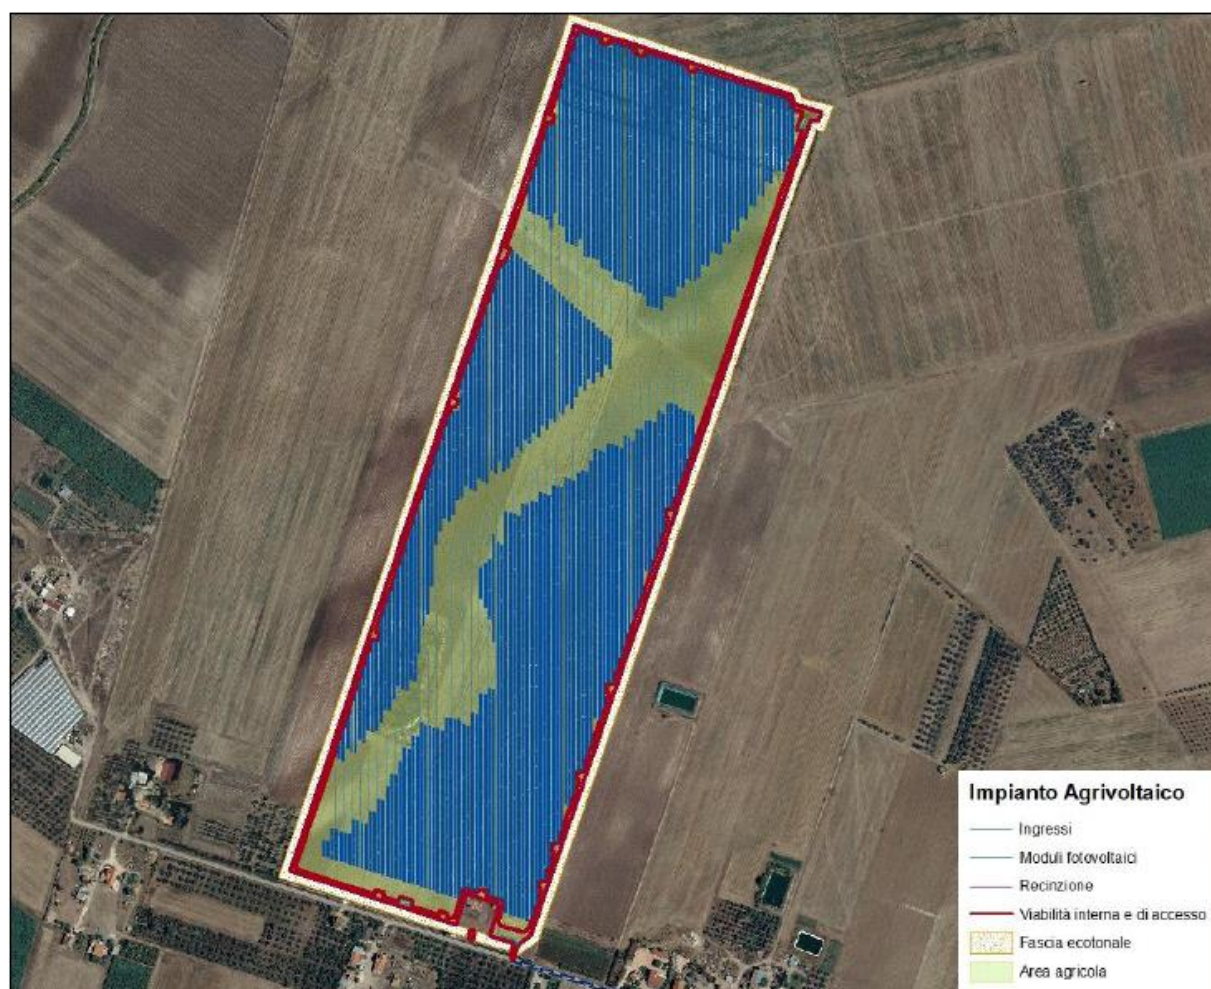 Impianto Agrivoltaico
Ingressi
Moduli fotovoltaici
Recinzione
Viabilità interna e di accesso
Fascia ecotonale
Area agricola